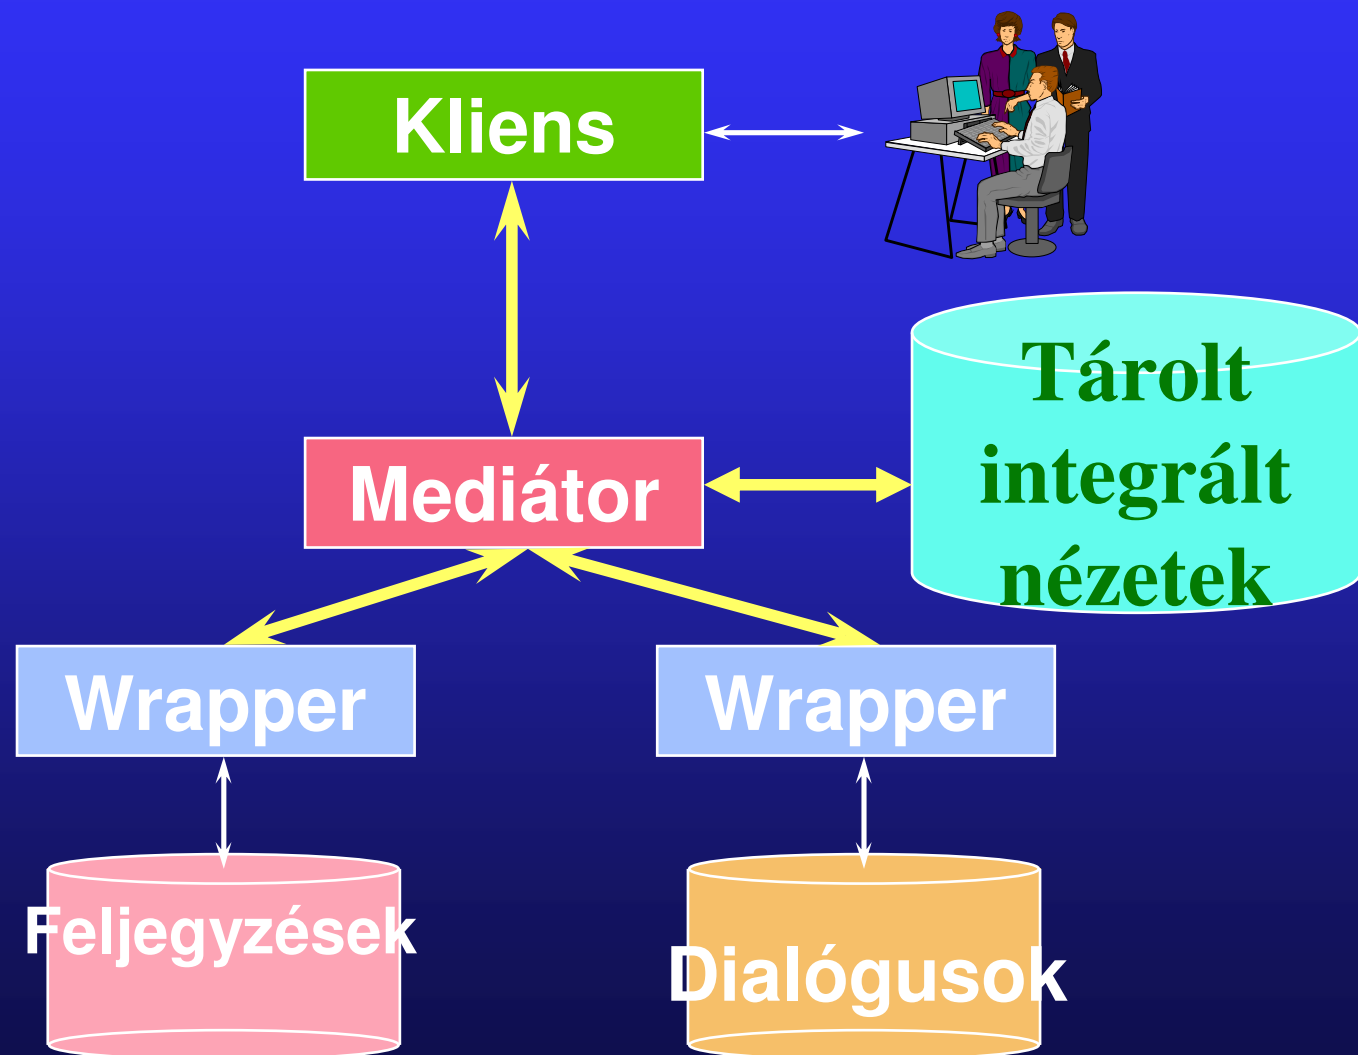 Kliens
Tárolt
integrált
nézetek
Mediátor
Wrapper
Wrapper
Feljegyzések
Dialógusok